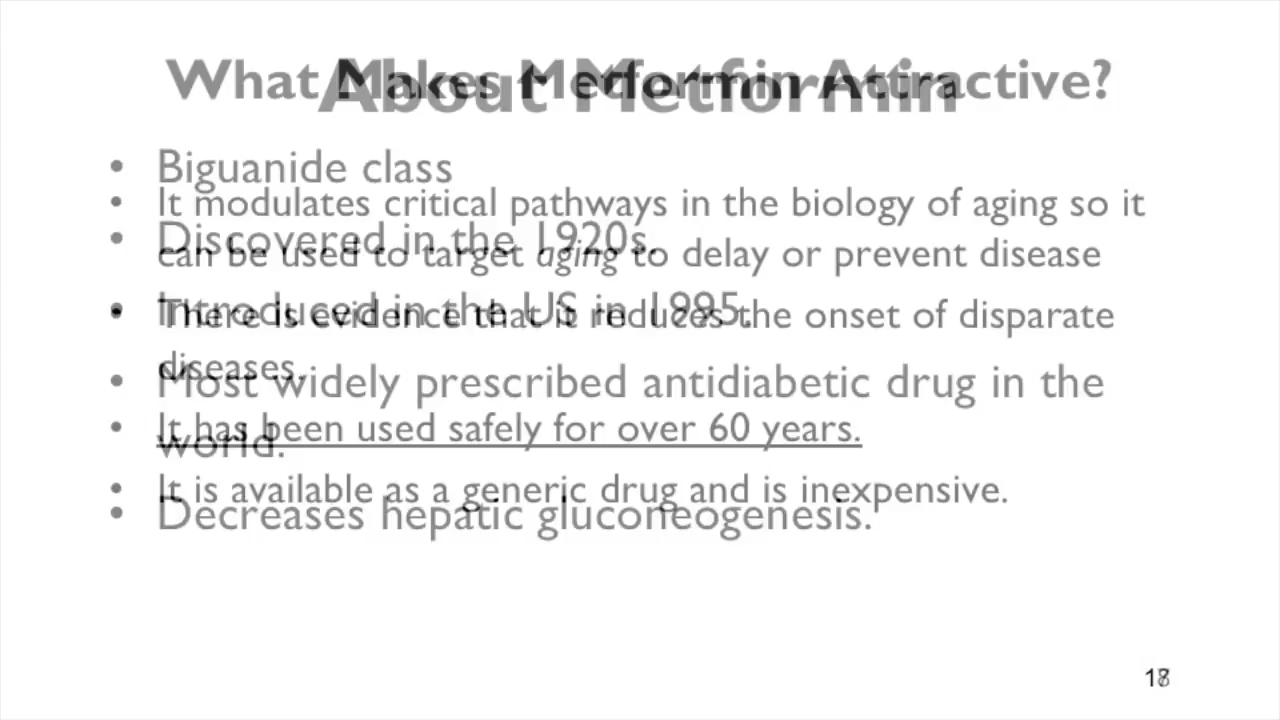 About Metformin
• Biguanide class
• Discovered in the 1920s.
• Introduced in the US in 1995.
• Most widely prescribed antidiabetic drug in the
world.
• Decreases hepatic gluconeogenesis.
What Makes Metformin Attractive?
• It modulates critical pathways in the biology of aging so it
can be used to target aging to delay or prevent disease
• There is evidence that it reduces the onset of disparate
diseases.
• It has been used safely for over 60 years.
• It is available as a generic drug and is inexpensive.